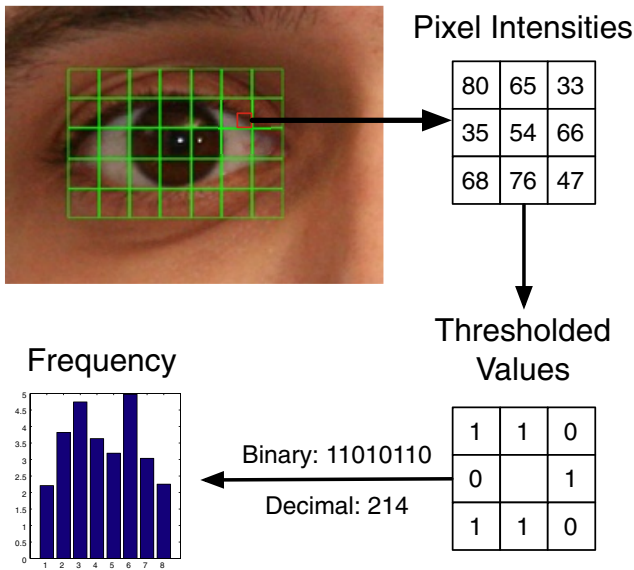 Pixel Intensities
80 65 33
35 54 66
68 76 47
Thresholded
Values
1 1 0
0 1
1 1 0
Binary: 11010110
Decimal: 214
Frequency
5
4.5
4
3.5
3
2.5
2
1.5
1
0.5
0
1 2 3 4 5 6 7 8